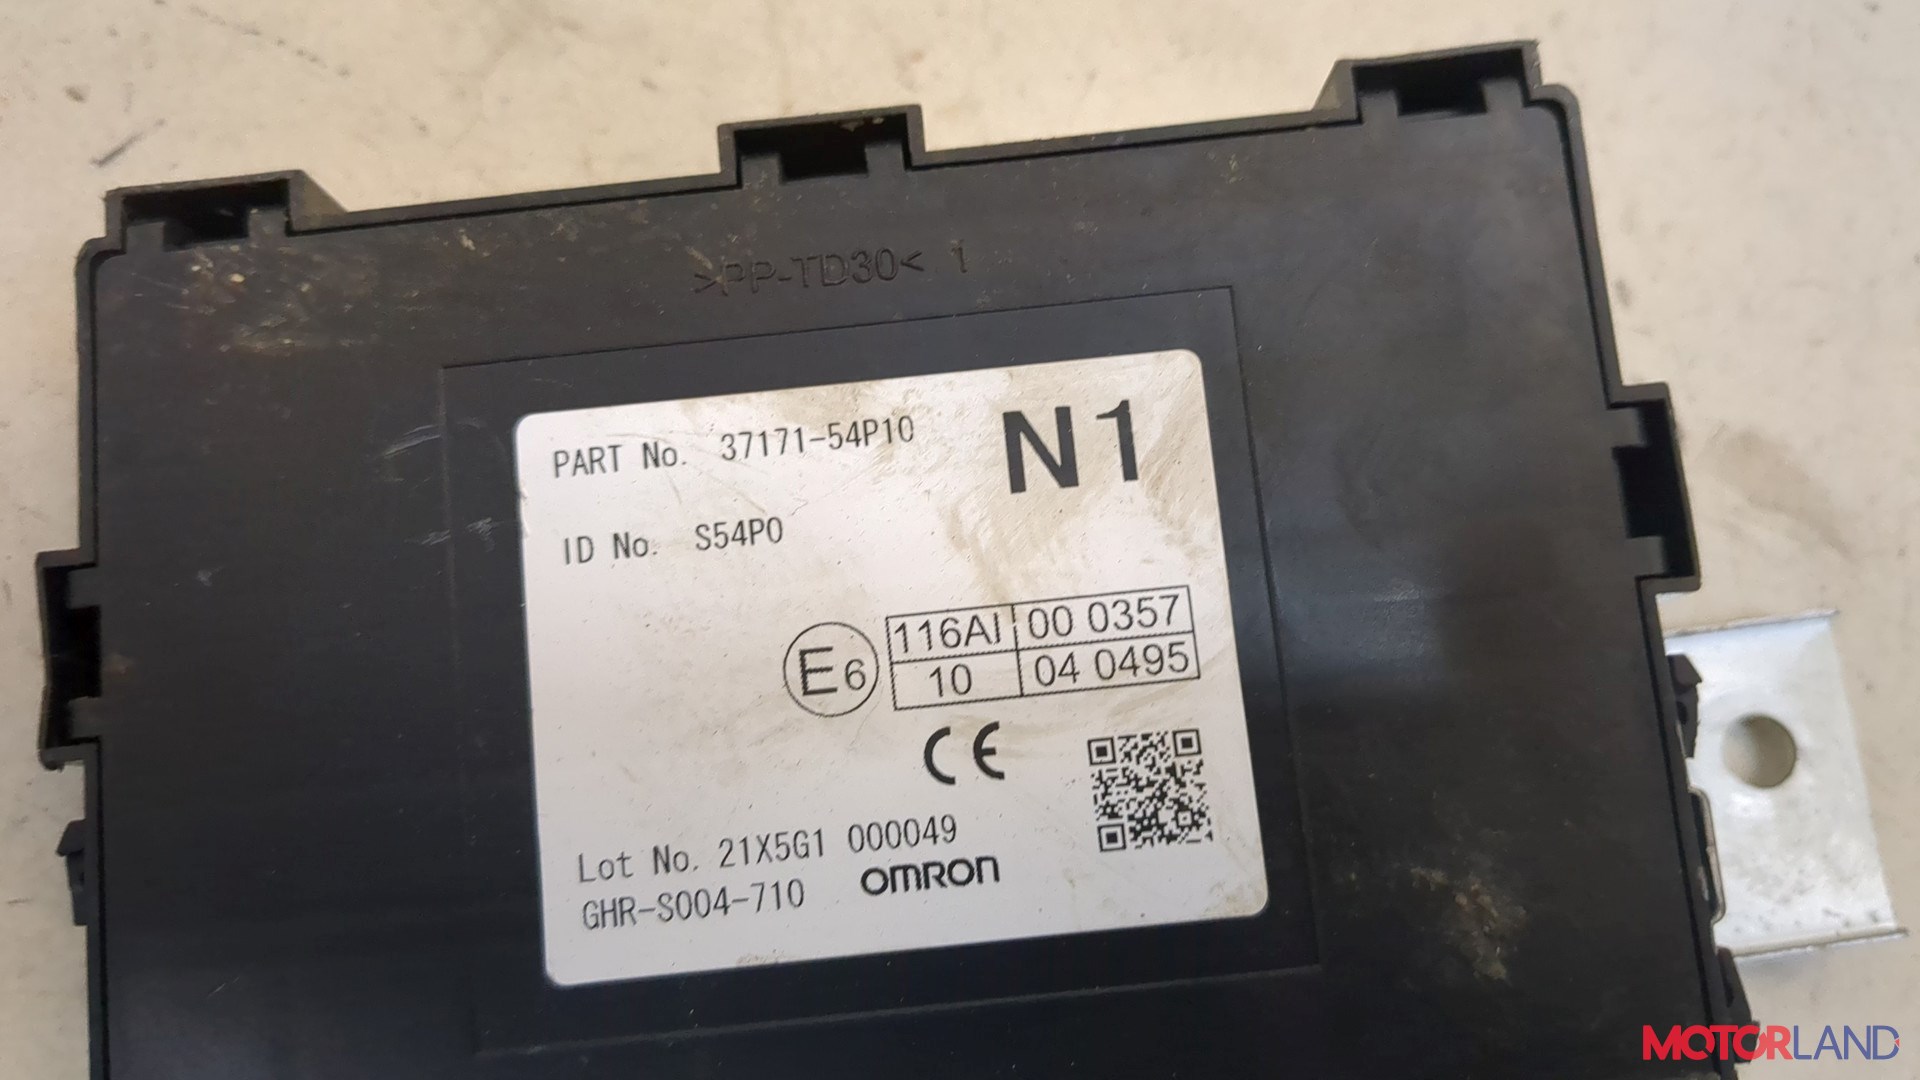 >PP-TD30< 1
PART No. 37171-54P10 N1
ID No. S54P0
E6 116AI 00 0357
10 04 0495
CE
Lot No. 21X5G1 000049
GHR-S004-710 OMRON
MOTORLAND